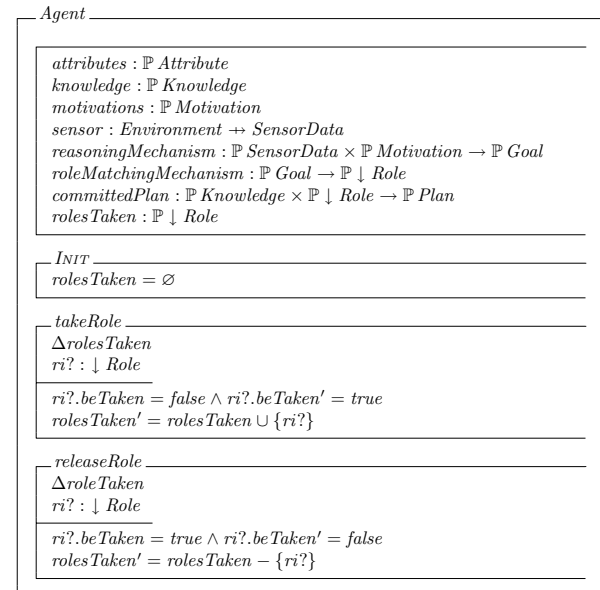 Agent
attributes : ℙ Attribute
knowledge : ℙ Knowledge
motivations : ℙ Motivation
sensor : Environment ⇸ SensorData
reasoningMechanism : ℙ SensorData × ℙ Motivation → ℙ Goal
roleMatchingMechanism : ℙ Goal → ℙ ↓ Role
committedPlan : ℙ Knowledge × ℙ ↓ Role → ℙ Plan
rolesTaken : ℙ ↓ Role
INIT
rolesTaken = ∅
takeRole
ΔrolesTaken
ri? : ↓ Role
ri?.beTaken = false ∧ ri?.beTaken′ = true
rolesTaken′ = rolesTaken ∪ {ri?}
releaseRole
ΔroleTaken
ri? : ↓ Role
ri?.beTaken = true ∧ ri?.beTaken′ = false
rolesTaken′ = rolesTaken − {ri?}